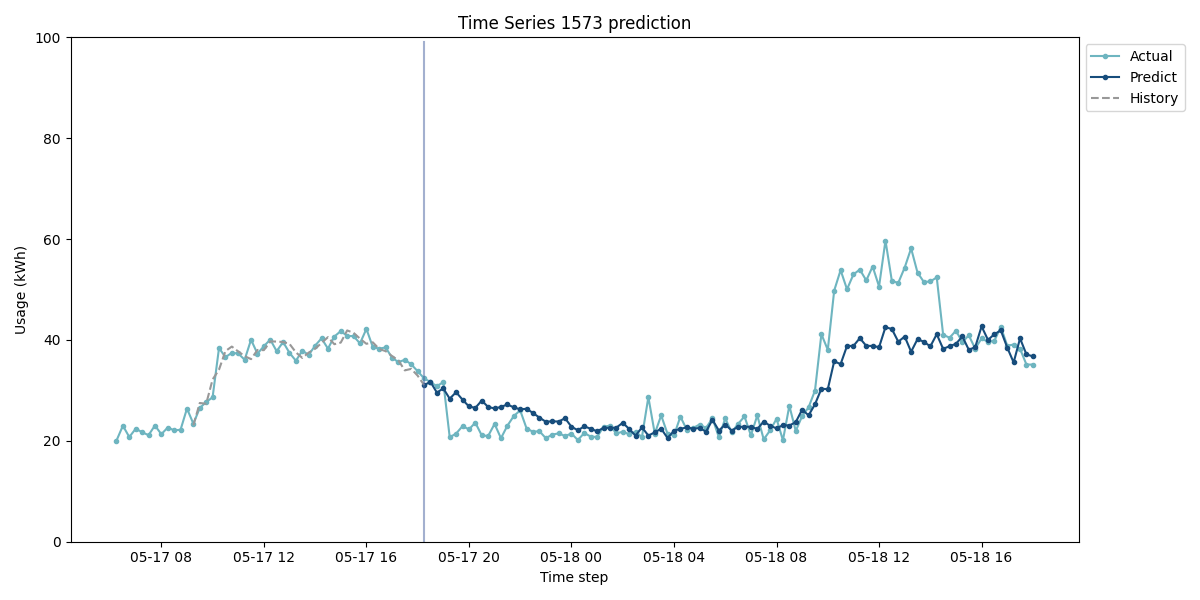 Time Series 1573 prediction
100
80
60
40
20
0
Usage (kWh)
05-17 08
05-17 12
05-17 16
05-17 20
05-18 00
05-18 04
05-18 08
05-18 12
05-18 16
Time step
Actual
Predict
History